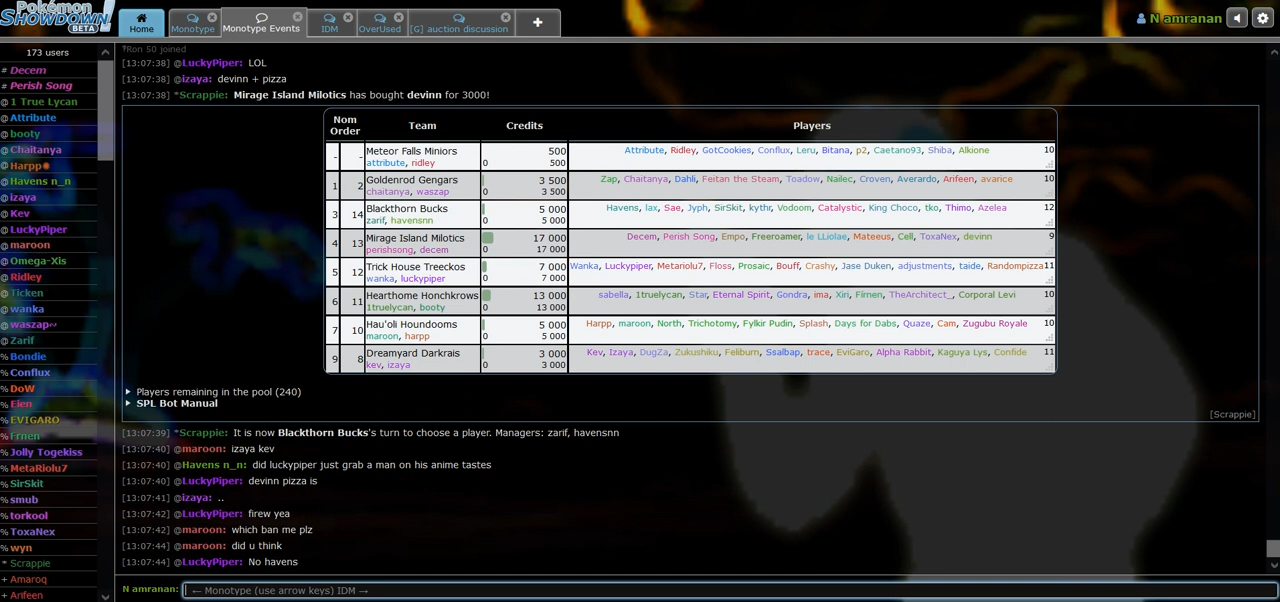 Pokémon
SHOWDOWN!
BETA
Home
Monotype
Monotype Events
IDM
OverUsed
[G] auction discussion
N amranan
173 users
# Decem
# Perish Song
@ 1 True Lycan
@ Attribute
@ booty
@ Chaitanya
@ Harpp✹
@ Havens n_n
@ izaya
@ Kev
@ LuckyPiper
@ maroon
@ Omega-Xis
@ Ridley
@ Ticken
@ wanka
@ waszap~
@ Zarif
% Bondie
% Conflux
% DoW
% Eien
% EVIGARO
% Frnen
% Jolly Togekiss
% MetaRiolu7
% SirSkit
% smub
% torkool
% ToxaNex
% wyn
* Scrappie
+ Amaroq
+ Arifeen
Ron 50 joined
[13:07:38] @LuckyPiper: LOL
[13:07:38] @izaya: devinn + pizza
[13:07:38] *Scrappie: Mirage Island Milotics has bought devinn for 3000!
Nom Order Team Credits Players
- - Meteor Falls Miniors 500 Attribute, Ridley, GotCookies, Conflux, Leru, Bitana, p2, Caetano93, Shiba, Alkione 10
attribute, ridley 0 500
1 2 Goldenrod Gengars 3 500 Zap, Chaitanya, Dahli, Feitan the Steam, Toadow, Nailec, Croven, Averardo, Arifeen, avarice 10
chaitanya, waszap 0 3 500
3 14 Blackthorn Bucks 5 000 Havens, lax, Sae, Jyph, SirSkit, kythr, Vodoom, Catalystic, King Choco, tko, Thimo, Azelea 12
zarif, havensnn 0 5 000
4 13 Mirage Island Milotics 17 000 Decem, Perish Song, Empo, Freeroamer, le LLiolae, Mateeus, Cell, ToxaNex, devinn 9
perishsong, decem 0 17 000
5 12 Trick House Treeckos 7 000 Wanka, Luckypiper, Metariolu7, Floss, Prosaic, Bouff, Crashy, Jase Duken, adjustments, taide, Randompizza 11
wanka, luckypiper 0 7 000
6 11 Hearthome Honchkrows 13 000 sabella, 1truelycan, Star, Eternal Spirit, Gondra, ima, Xiri, Firnen, TheArchitect_, Corporal Levi 10
1truelycan, booty 0 13 000
7 10 Hau'oli Houndooms 5 000 Harpp, maroon, North, Trichotomy, Fylkir Pudin, Splash, Days for Dabs, Quaze, Cam, Zugubu Royale 10
maroon, harpp 0 5 000
9 8 Dreamyard Darkrais 3 000 Kev, Izaya, DugZa, Zukushiku, Feliburn, Ssalbap, trace, EviGaro, Alpha Rabbit, Kaguya Lys, Confide 11
kev, izaya 0 3 000
Players remaining in the pool (240)
SPL Bot Manual
[Scrappie]
[13:07:39] *Scrappie: It is now Blackthorn Bucks's turn to choose a player. Managers: zarif, havensnn
[13:07:40] @maroon: izaya kev
[13:07:40] @Havens n_n: did luckypiper just grab a man on his anime tastes
[13:07:40] @LuckyPiper: devinn pizza is
[13:07:41] @izaya: ..
[13:07:42] @LuckyPiper: firew yea
[13:07:42] @maroon: which ban me plz
[13:07:44] @maroon: did u think
[13:07:44] @LuckyPiper: No havens
N amranan: ← Monotype (use arrow keys) IDM →